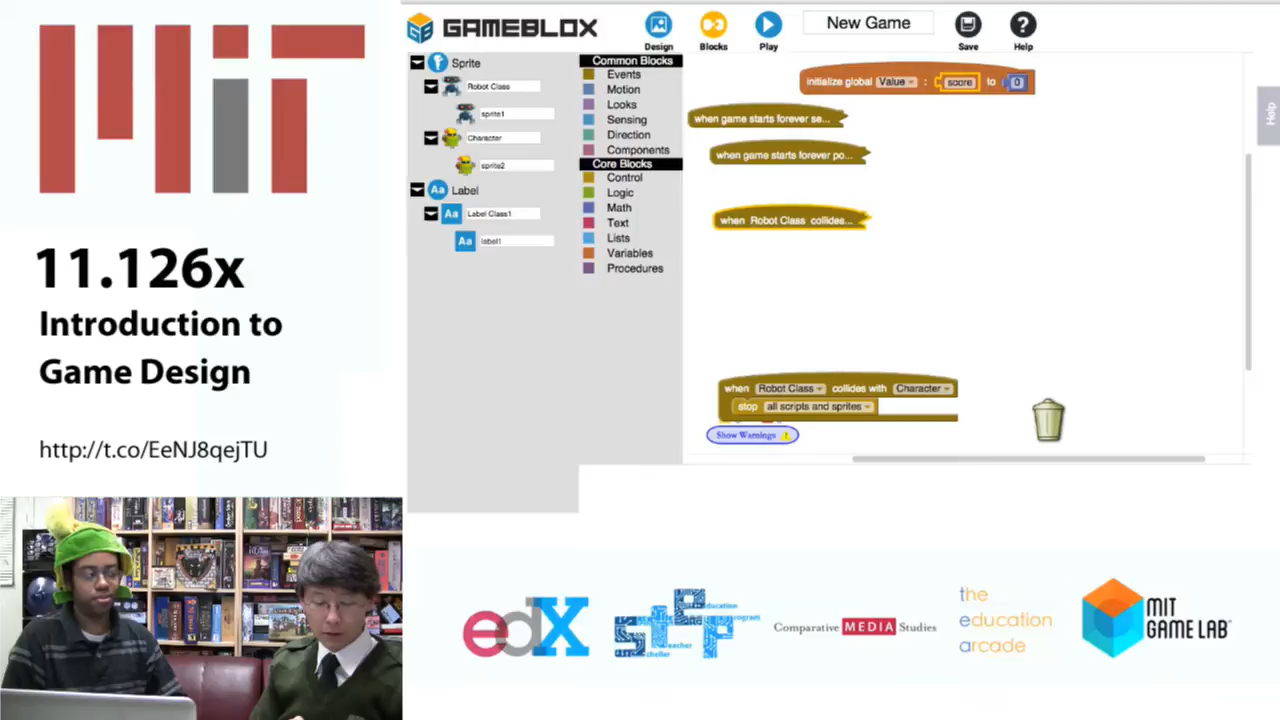 11.126x
Introduction to
Game Design
http://t.co/EeNJ8qejTU
GAMEBLOX
Design
Blocks
Play
New Game
Save
Help
Sprite
Robot Class
sprite1
Character
sprite2
Aa Label
Aa Label Class1
Aa label1
Common Blocks
Events
Motion
Looks
Sensing
Direction
Components
Core Blocks
Control
Logic
Math
Text
Lists
Variables
Procedures
initialize global Value : score to 0
when game starts forever se...
when game starts forever po...
when Robot Class collides...
when Robot Class collides with Character
stop all scripts and sprites
Show Warnings
Help
edX
step
Comparative MEDIA Studies
the
education
arcade
MIT
GAME LAB